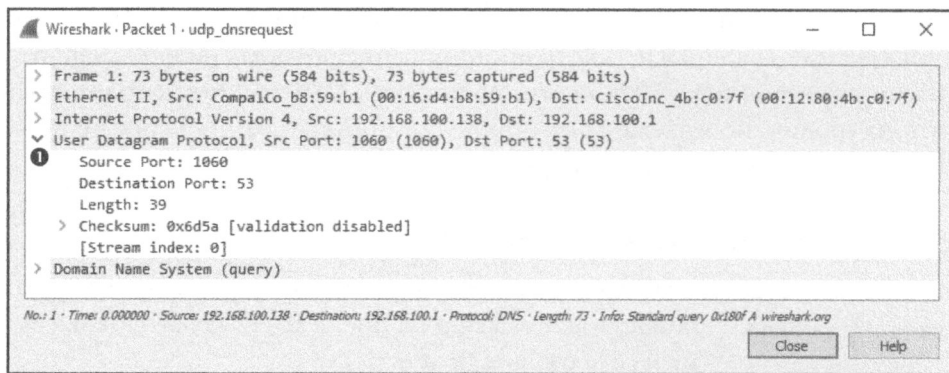 Wireshark · Packet 1 · udp_dnsrequest
> Frame 1: 73 bytes on wire (584 bits), 73 bytes captured (584 bits)
> Ethernet II, Src: CompalCo_b8:59:b1 (00:16:d4:b8:59:b1), Dst: CiscoInc_4b:c0:7f (00:12:80:4b:c0:7f)
> Internet Protocol Version 4, Src: 192.168.100.138, Dst: 192.168.100.1
User Datagram Protocol, Src Port: 1060 (1060), Dst Port: 53 (53)
❶ Source Port: 1060
Destination Port: 53
Length: 39
> Checksum: 0x6d5a [validation disabled]
[Stream index: 0]
> Domain Name System (query)
No.: 1 · Time: 0.000000 · Source: 192.168.100.138 · Destination: 192.168.100.1 · Protocol: DNS · Length: 73 · Info: Standard query 0x180f A wireshark.org
Close Help